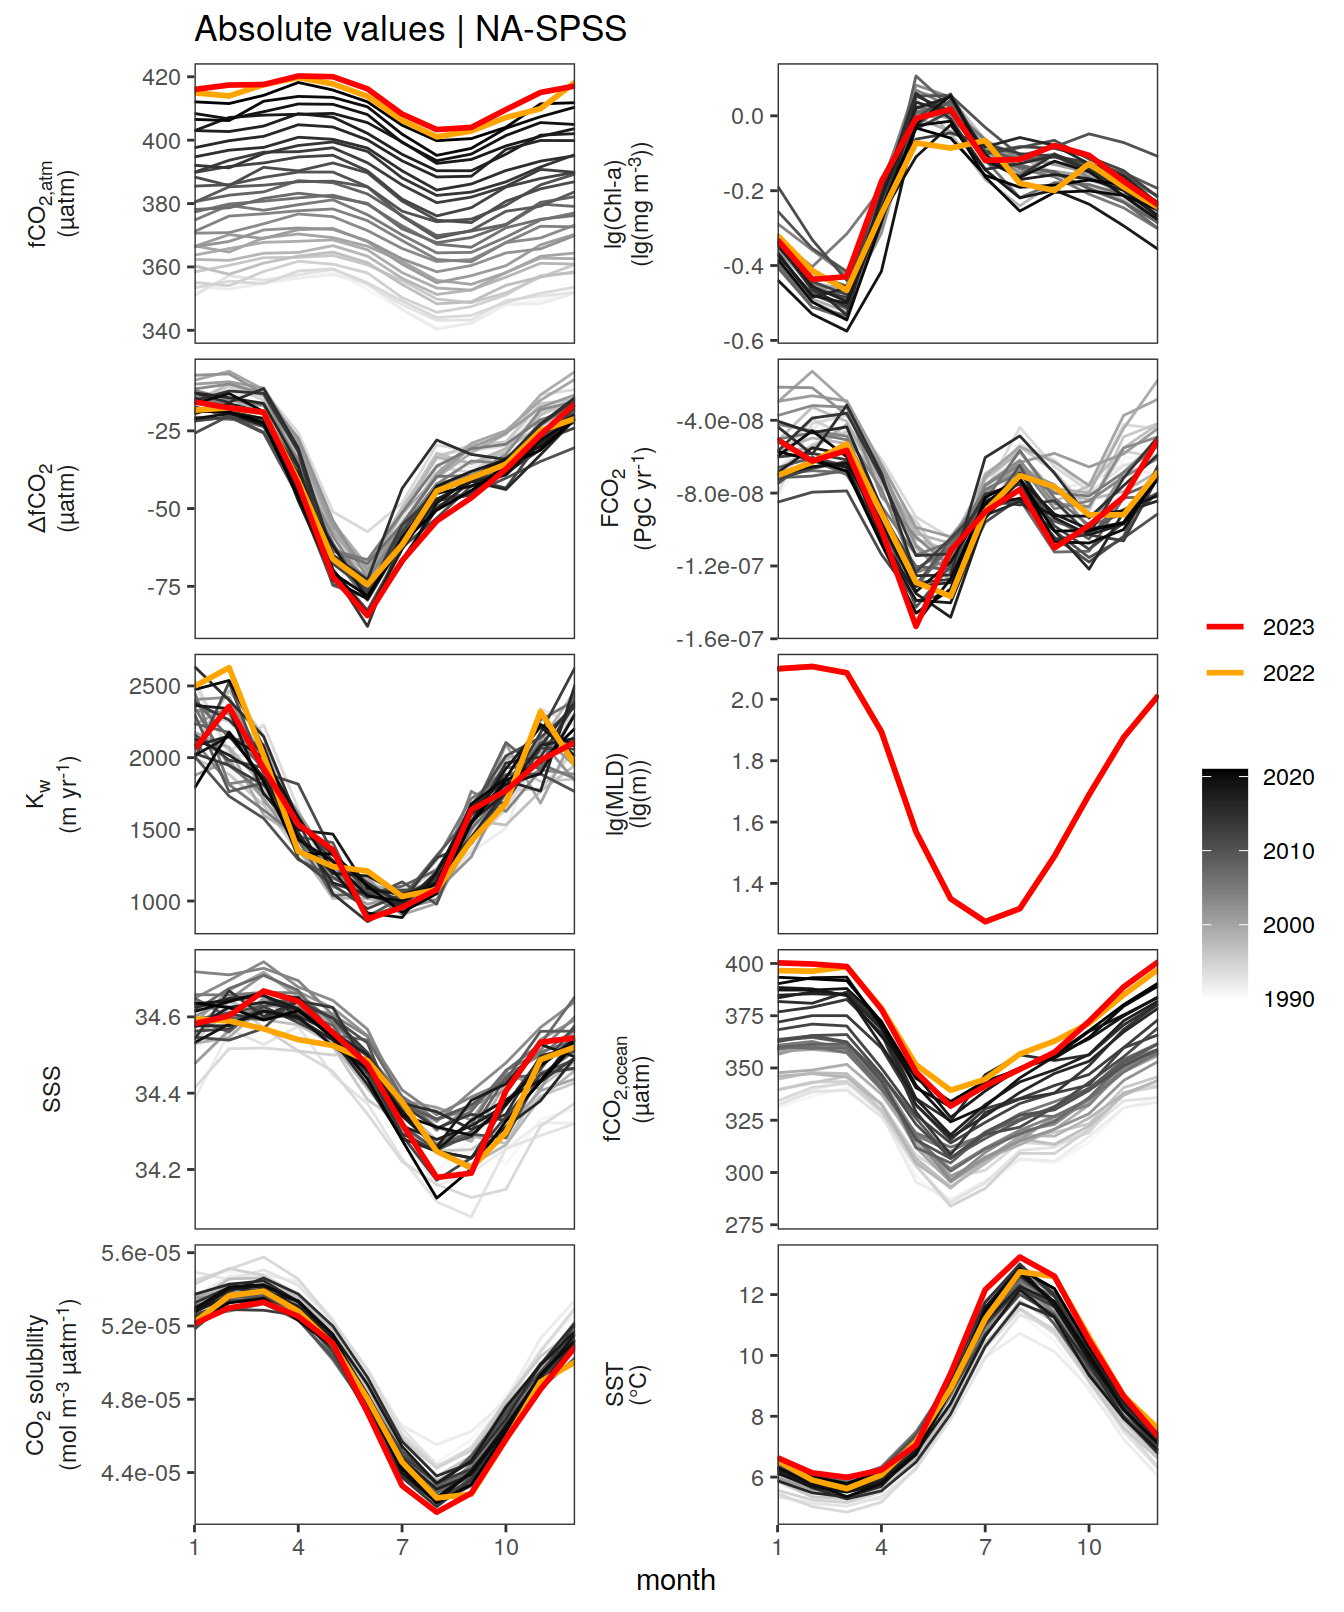 Absolute values | NA-SPSS
fCO2,atm
(µatm)
420
400
380
360
340
lg(Chl-a)
(lg(mg m-3))
0.0
-0.2
-0.4
-0.6
ΔfCO2
(µatm)
-25
-50
-75
FCO2
(PgC yr-1)
-4.0e-08
-8.0e-08
-1.2e-07
-1.6e-07
Kw
(m yr-1)
2500
2000
1500
1000
lg(MLD)
(lg(m))
2.0
1.8
1.6
1.4
SSS
34.6
34.4
34.2
fCO2,ocean
(µatm)
400
375
350
325
300
275
CO2 solubility
(mol m-3 µatm-1)
5.6e-05
5.2e-05
4.8e-05
4.4e-05
SST
(°C)
12
10
8
6
1 4 7 10
1 4 7 10
month
2023
2022
2020
2010
2000
1990